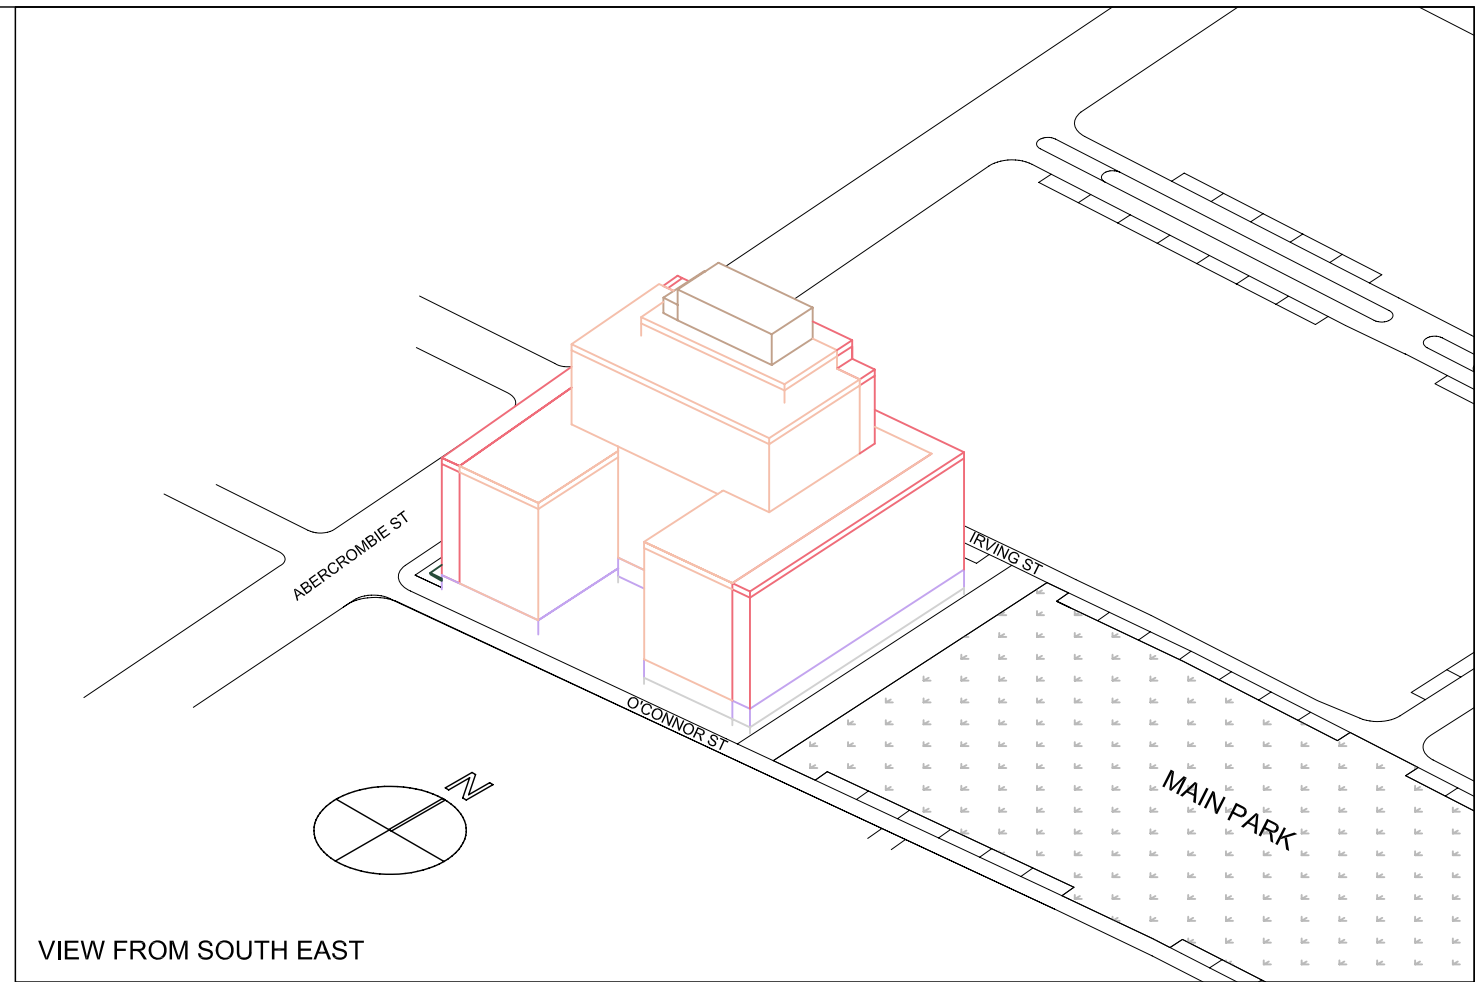 IRVING ST
ABERCROMBIE ST
O'CONNOR ST
N
MAIN PARK
VIEW FROM SOUTH EAST